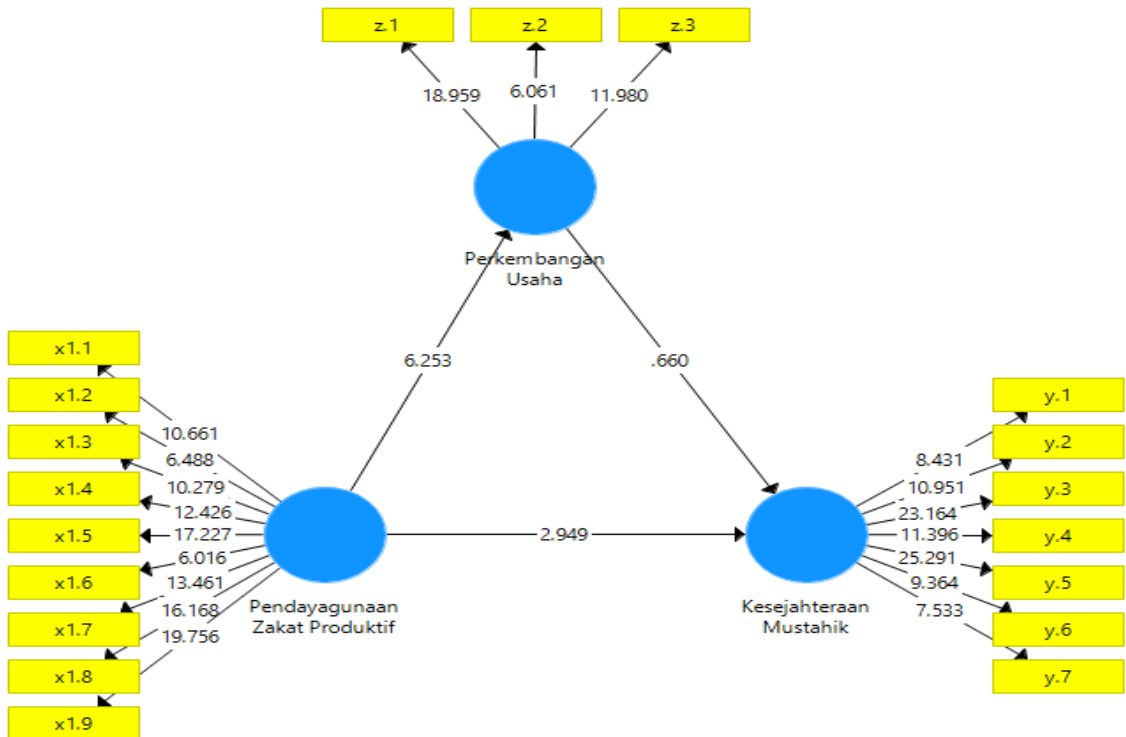 z.1
z.2
z.3
18.959
6.061
11.980
Perkembangan
Usaha
6.253
.660
x1.1
x1.2
x1.3
x1.4
x1.5
x1.6
x1.7
x1.8
x1.9
10.661
6.488
10.279
12.426
17.227
6.016
13.461
16.168
19.756
Pendayagunaan
Zakat Produktif
2.949
Kesejahteraan
Mustahik
8.431
10.951
23.164
11.396
25.291
9.364
7.533
y.1
y.2
y.3
y.4
y.5
y.6
y.7